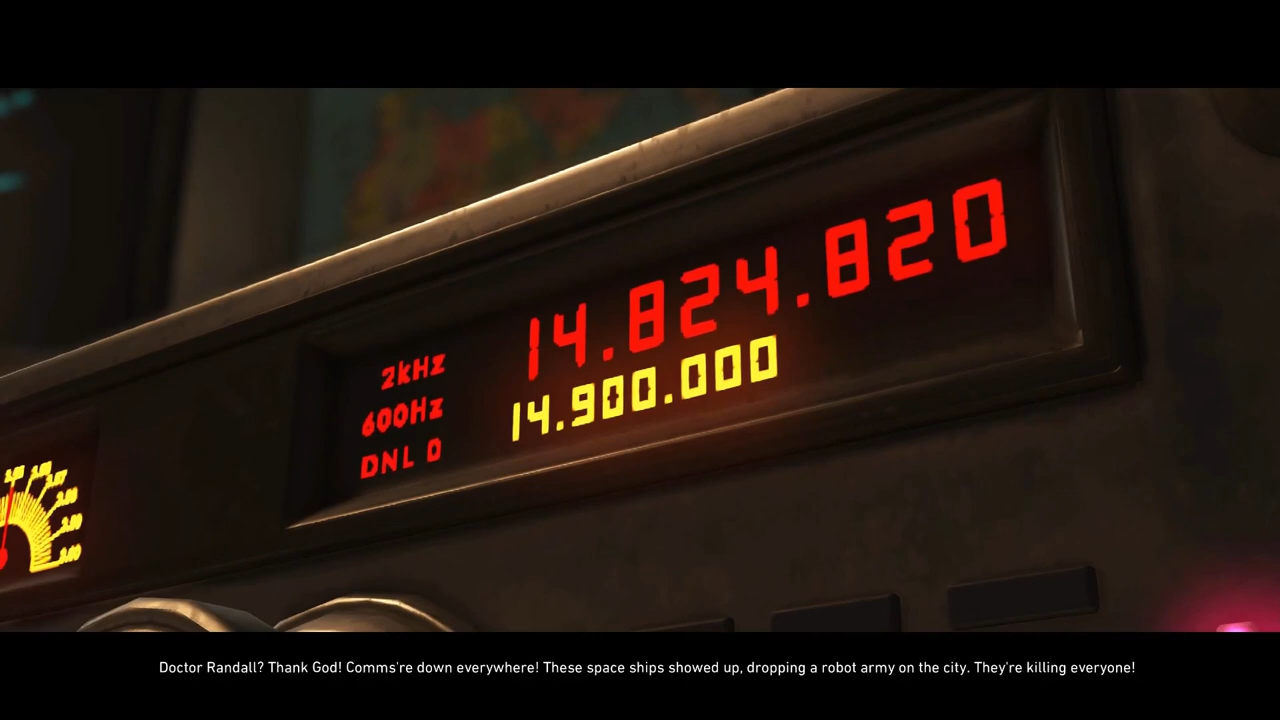 14.824.820
2kHz
14.900.000
600Hz
DNL 0
Doctor Randall? Thank God! Comms're down everywhere! These space ships showed up, dropping a robot army on the city. They're killing everyone!